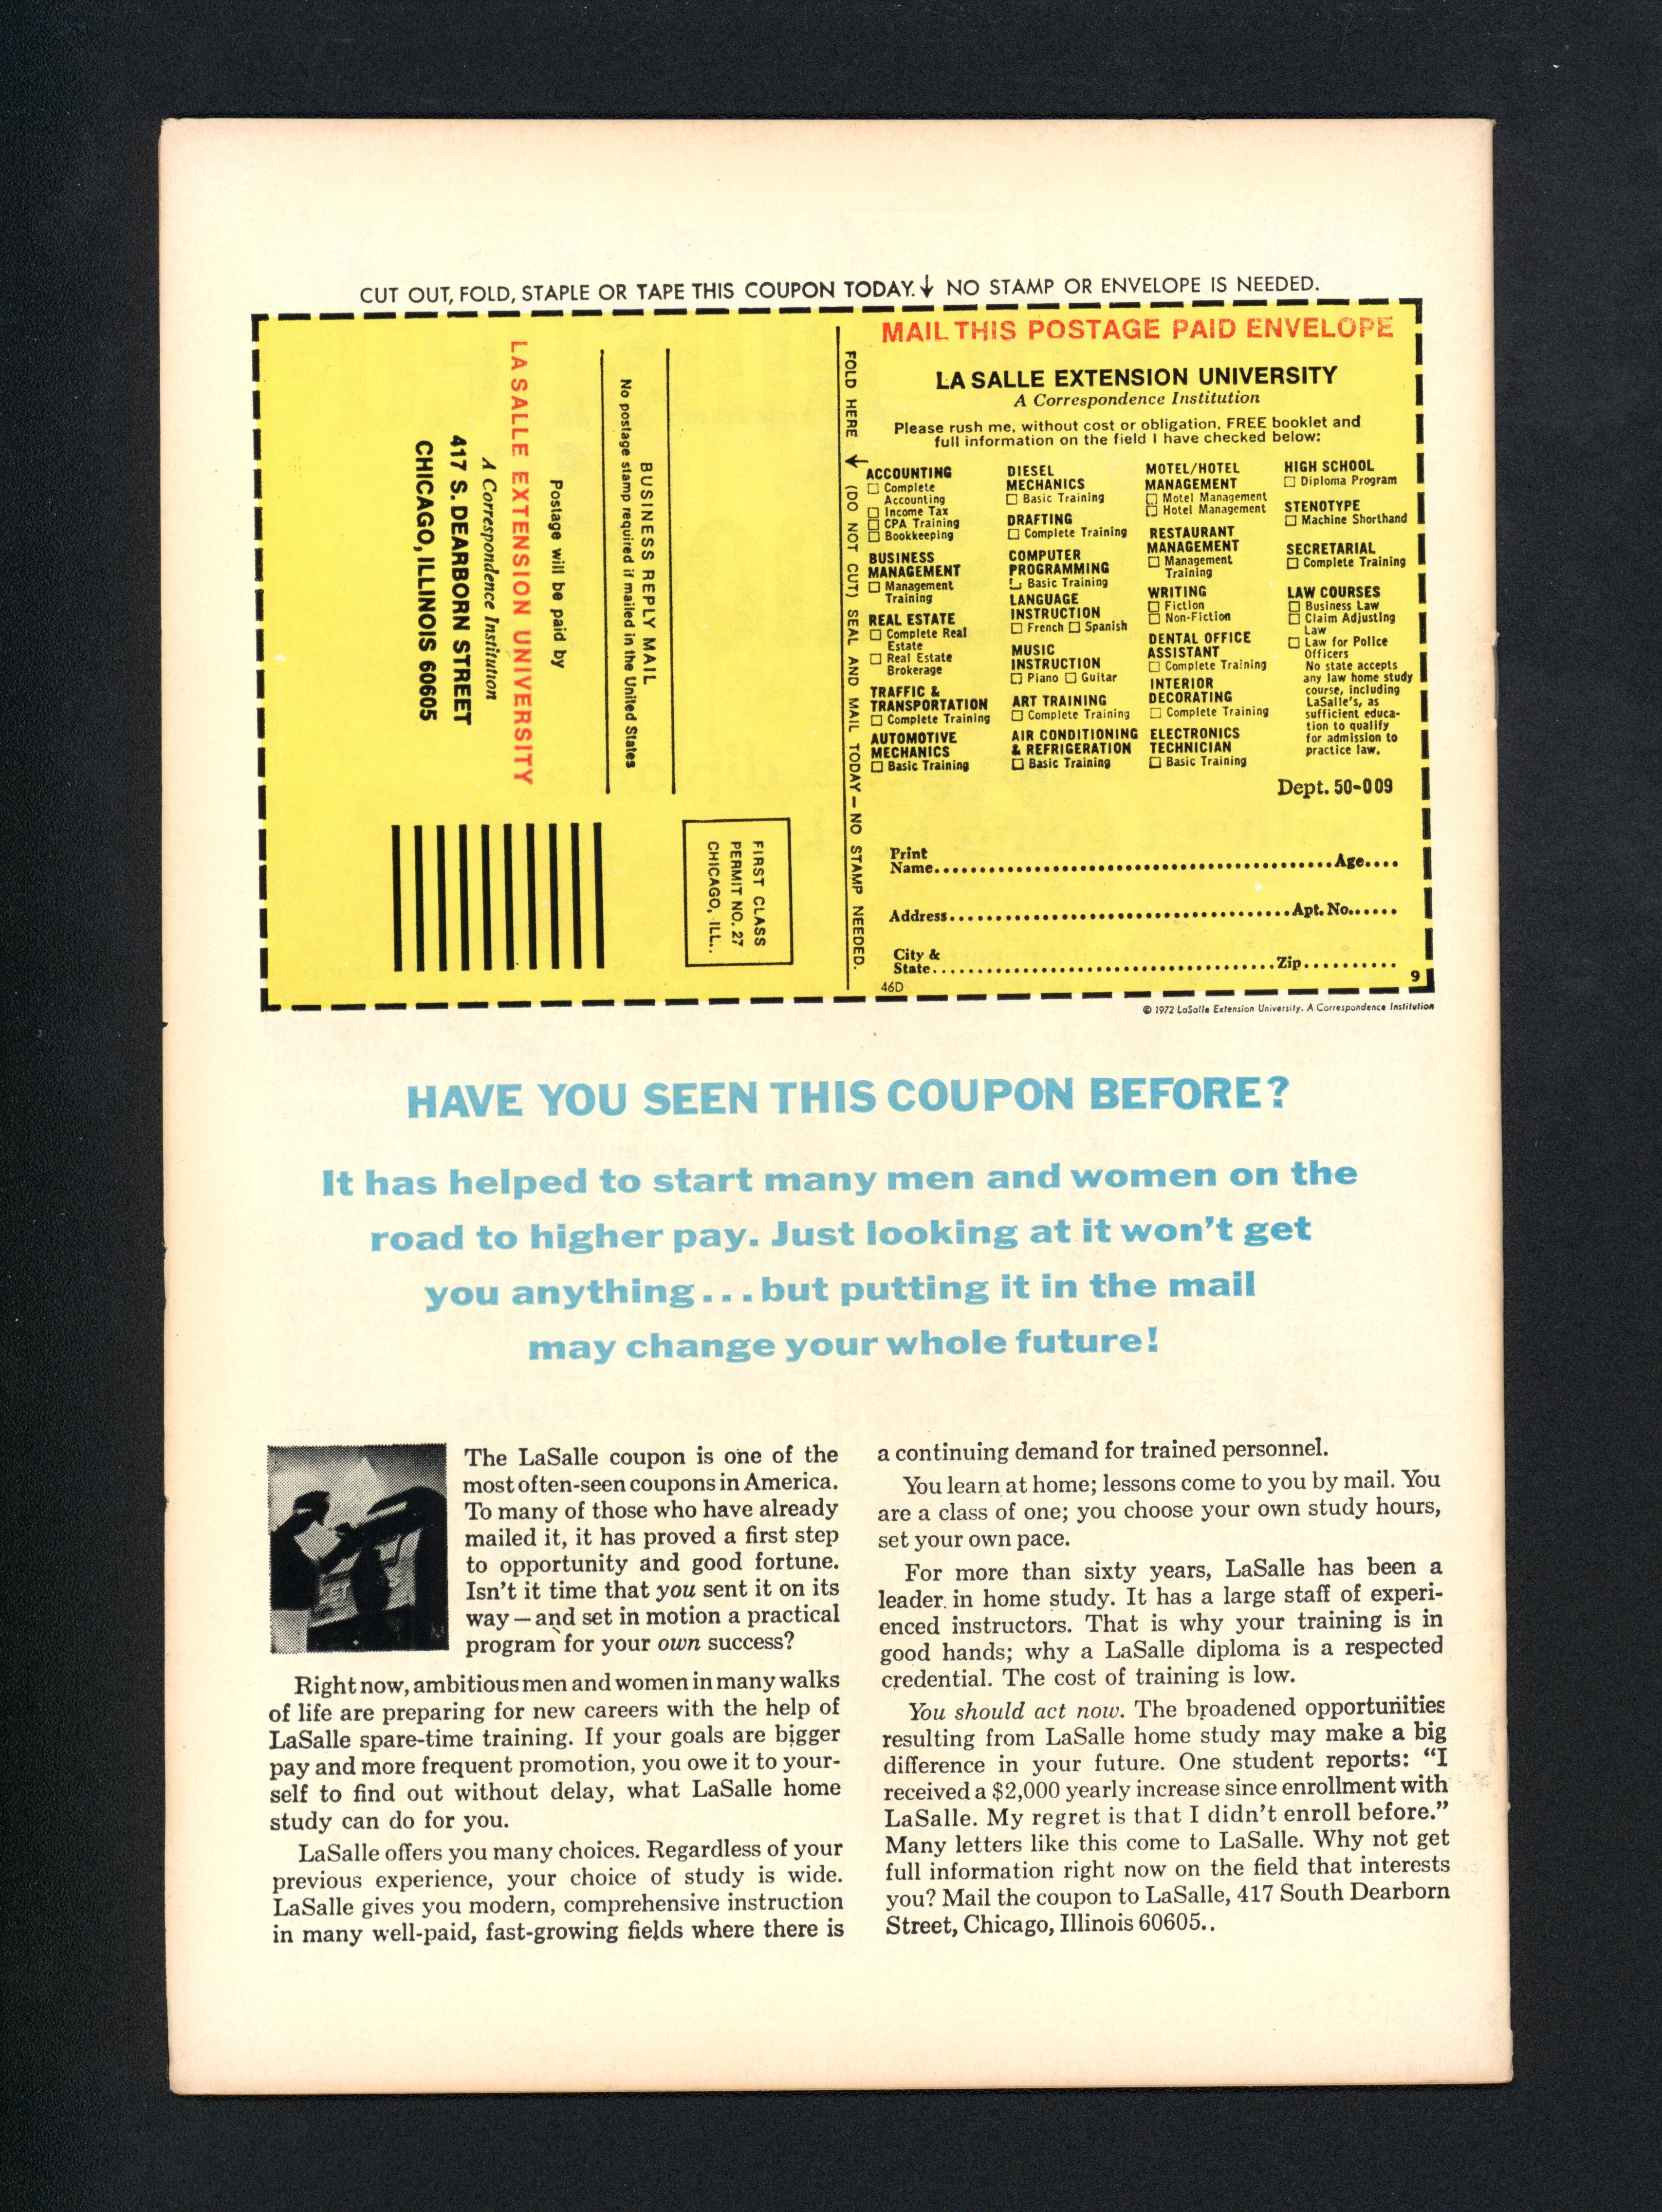 CUT OUT, FOLD, STAPLE OR TAPE THIS COUPON TODAY. ↓ NO STAMP OR ENVELOPE IS NEEDED.
LA SALLE EXTENSION UNIVERSITY
A Correspondence Institution
417 S. DEARBORN STREET
CHICAGO, ILLINOIS 60605
Postage will be paid by
BUSINESS REPLY MAIL
No postage stamp required if mailed in the United States
FIRST CLASS
PERMIT NO. 27
CHICAGO, ILL..
FOLD HERE (DO NOT CUT) SEAL AND MAIL TODAY — NO STAMP NEEDED.
MAIL THIS POSTAGE PAID ENVELOPE
LA SALLE EXTENSION UNIVERSITY
A Correspondence Institution
Please rush me, without cost or obligation, FREE booklet and
full information on the field I have checked below:
ACCOUNTING
☐ Complete
Accounting
☐ Income Tax
☐ CPA Training
☐ Bookkeeping
BUSINESS
MANAGEMENT
☐ Management
Training
REAL ESTATE
☐ Complete Real
Estate
☐ Real Estate
Brokerage
TRAFFIC &
TRANSPORTATION
☐ Complete Training
AUTOMOTIVE
MECHANICS
☐ Basic Training
DIESEL
MECHANICS
☐ Basic Training
DRAFTING
☐ Complete Training
COMPUTER
PROGRAMMING
☐ Basic Training
LANGUAGE
INSTRUCTION
☐ French ☐ Spanish
MUSIC
INSTRUCTION
☐ Piano ☐ Guitar
ART TRAINING
☐ Complete Training
AIR CONDITIONING
& REFRIGERATION
☐ Basic Training
MOTEL/HOTEL
MANAGEMENT
☐ Motel Management
☐ Hotel Management
RESTAURANT
MANAGEMENT
☐ Management
Training
WRITING
☐ Fiction
☐ Non-Fiction
DENTAL OFFICE
ASSISTANT
☐ Complete Training
INTERIOR
DECORATING
☐ Complete Training
ELECTRONICS
TECHNICIAN
☐ Basic Training
HIGH SCHOOL
☐ Diploma Program
STENOTYPE
☐ Machine Shorthand
SECRETARIAL
☐ Complete Training
LAW COURSES
☐ Business Law
☐ Claim Adjusting
Law
☐ Law for Police
Officers
No state accepts
any law home study
course, including
LaSalle's, as
sufficient educa-
tion to qualify
for admission to
practice law.
Dept. 50-009
Print
Name..............................Age....
Address..............................Apt. No......
City &
State..............................Zip..........
46D
9
© 1972 LaSalle Extension University. A Correspondence Institution
HAVE YOU SEEN THIS COUPON BEFORE?
It has helped to start many men and women on the
road to higher pay. Just looking at it won't get
you anything...but putting it in the mail
may change your whole future!
The LaSalle coupon is one of the
most often-seen coupons in America.
To many of those who have already
mailed it, it has proved a first step
to opportunity and good fortune.
Isn't it time that you sent it on its
way — and set in motion a practical
program for your own success?
Right now, ambitious men and women in many walks
of life are preparing for new careers with the help of
LaSalle spare-time training. If your goals are bigger
pay and more frequent promotion, you owe it to your-
self to find out without delay, what LaSalle home
study can do for you.
LaSalle offers you many choices. Regardless of your
previous experience, your choice of study is wide.
LaSalle gives you modern, comprehensive instruction
in many well-paid, fast-growing fields where there is
a continuing demand for trained personnel.
You learn at home; lessons come to you by mail. You
are a class of one; you choose your own study hours,
set your own pace.
For more than sixty years, LaSalle has been a
leader in home study. It has a large staff of experi-
enced instructors. That is why your training is in
good hands; why a LaSalle diploma is a respected
credential. The cost of training is low.
You should act now. The broadened opportunities
resulting from LaSalle home study may make a big
difference in your future. One student reports: "I
received a $2,000 yearly increase since enrollment with
LaSalle. My regret is that I didn't enroll before."
Many letters like this come to LaSalle. Why not get
full information right now on the field that interests
you? Mail the coupon to LaSalle, 417 South Dearborn
Street, Chicago, Illinois 60605..